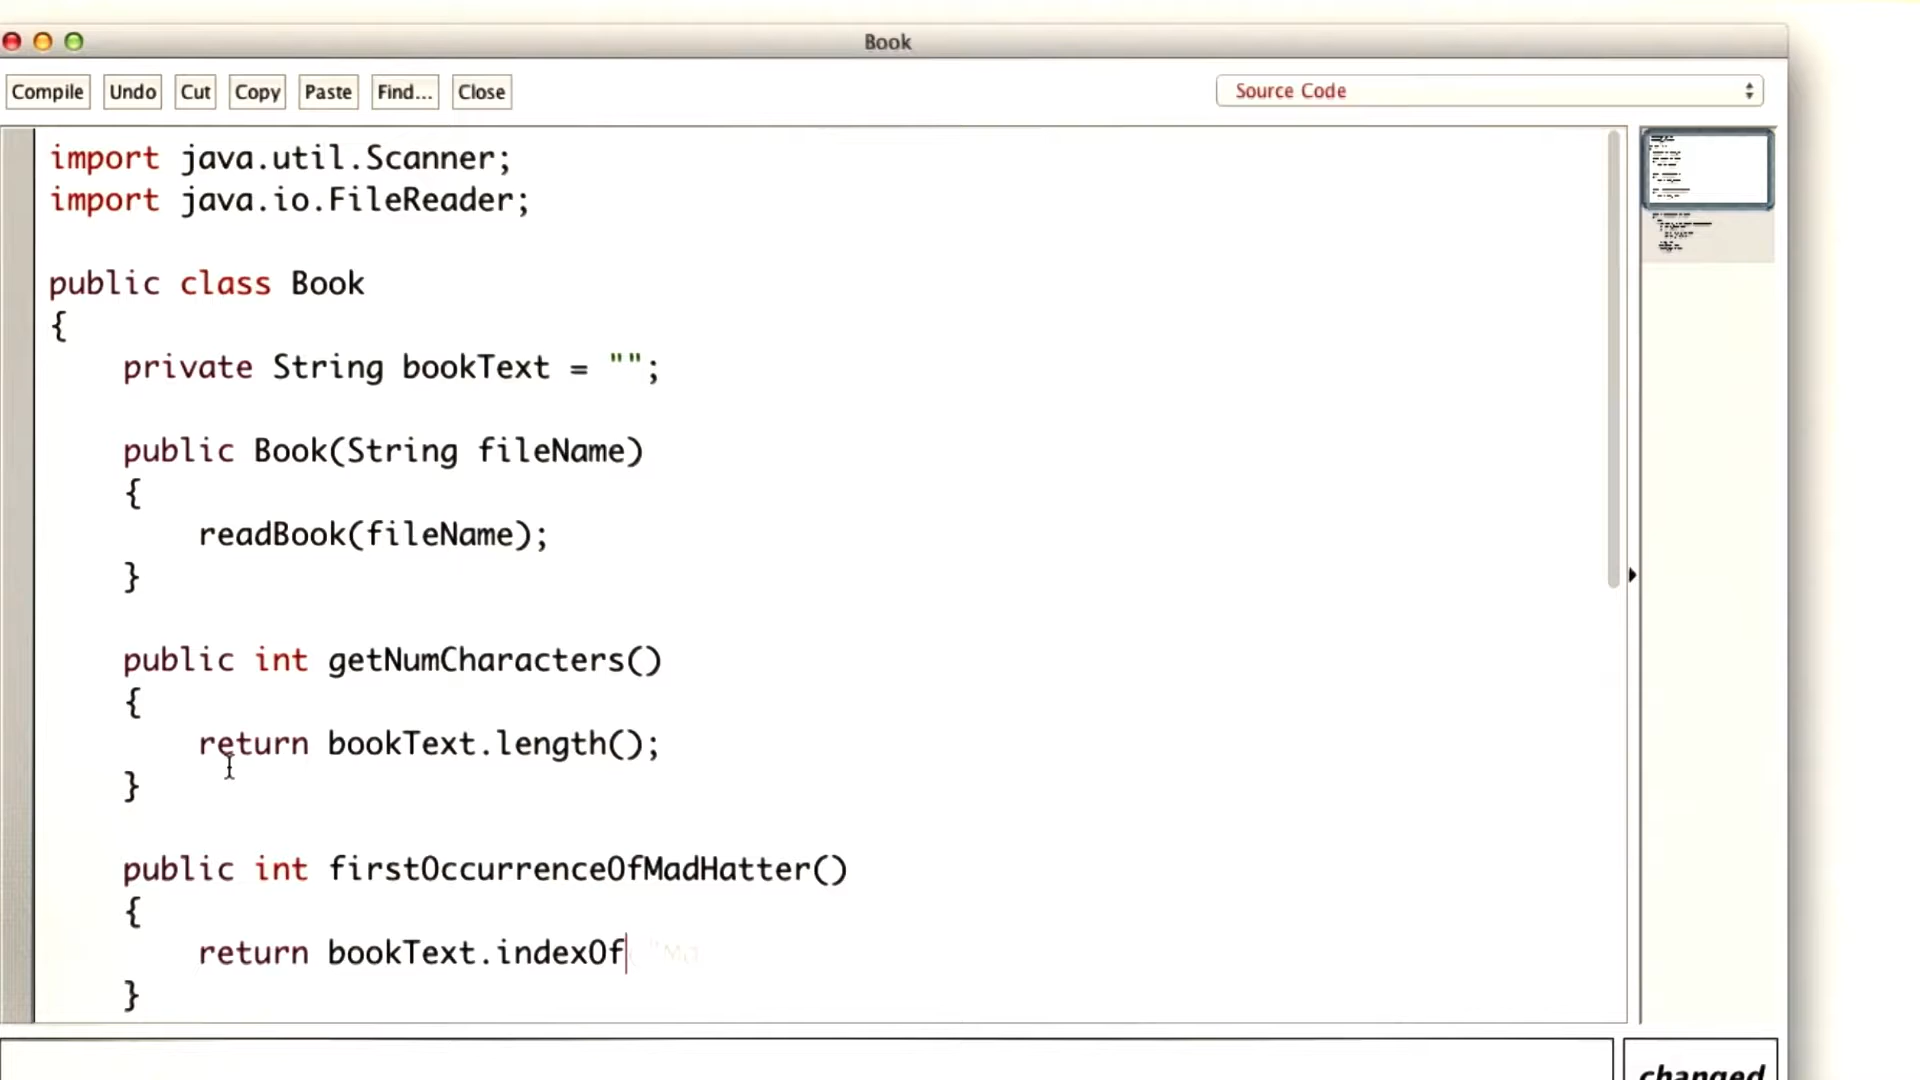 Book
Compile Undo Cut Copy Paste Find... Close Source Code
import java.util.Scanner;
import java.io.FileReader;
public class Book
{
private String bookText = "";
public Book(String fileName)
{
readBook(fileName);
}
public int getNumCharacters()
{
return bookText.length();
}
public int firstOccurrenceOfMadHatter()
{
return bookText.indexOf
}
changed